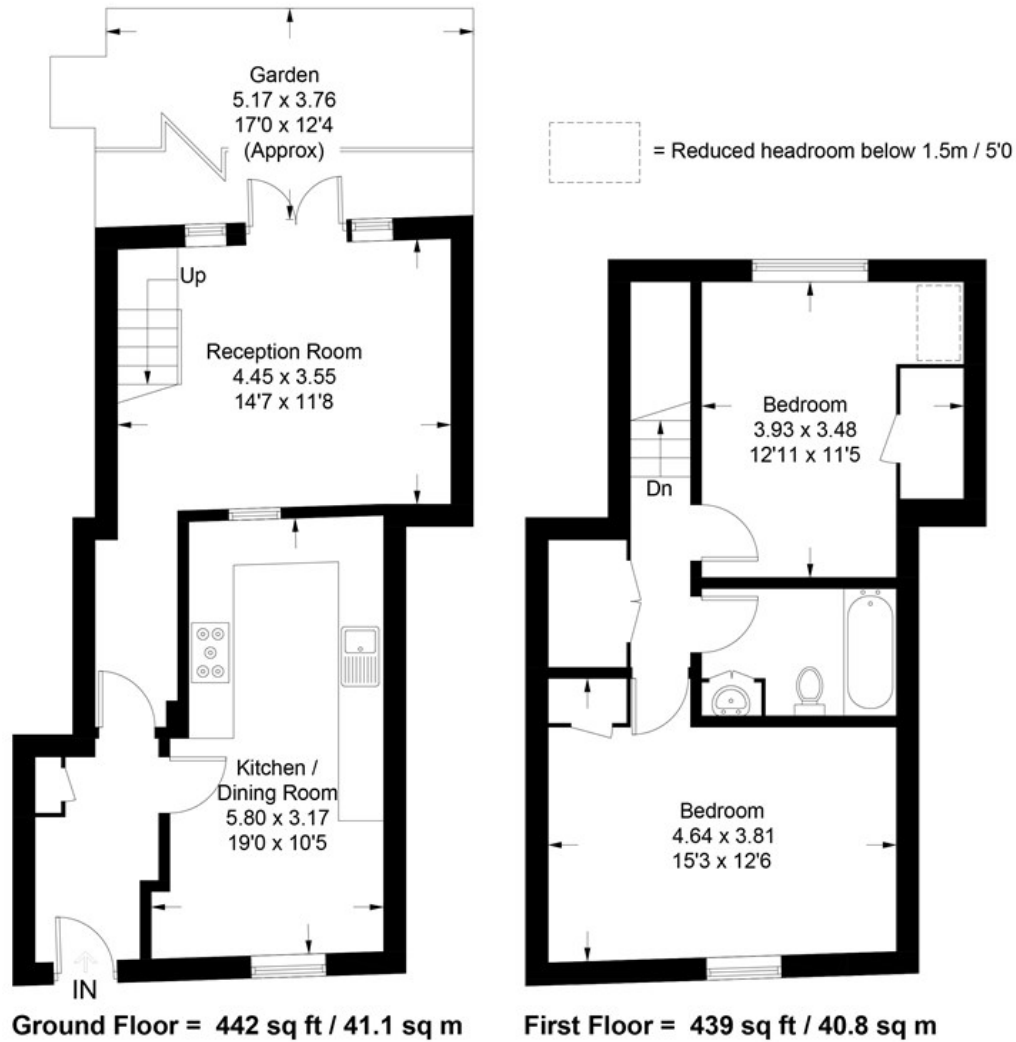 Garden
5.17 x 3.76
17'0 x 12'4
(Approx)
= Reduced headroom below 1.5m / 5'0
Up
Reception Room
4.45 x 3.55
14'7 x 11'8
Bedroom
3.93 x 3.48
12'11 x 11'5
Dn
Kitchen /
Dining Room
5.80 x 3.17
19'0 x 10'5
Bedroom
4.64 x 3.81
15'3 x 12'6
IN
Ground Floor = 442 sq ft / 41.1 sq m
First Floor = 439 sq ft / 40.8 sq m